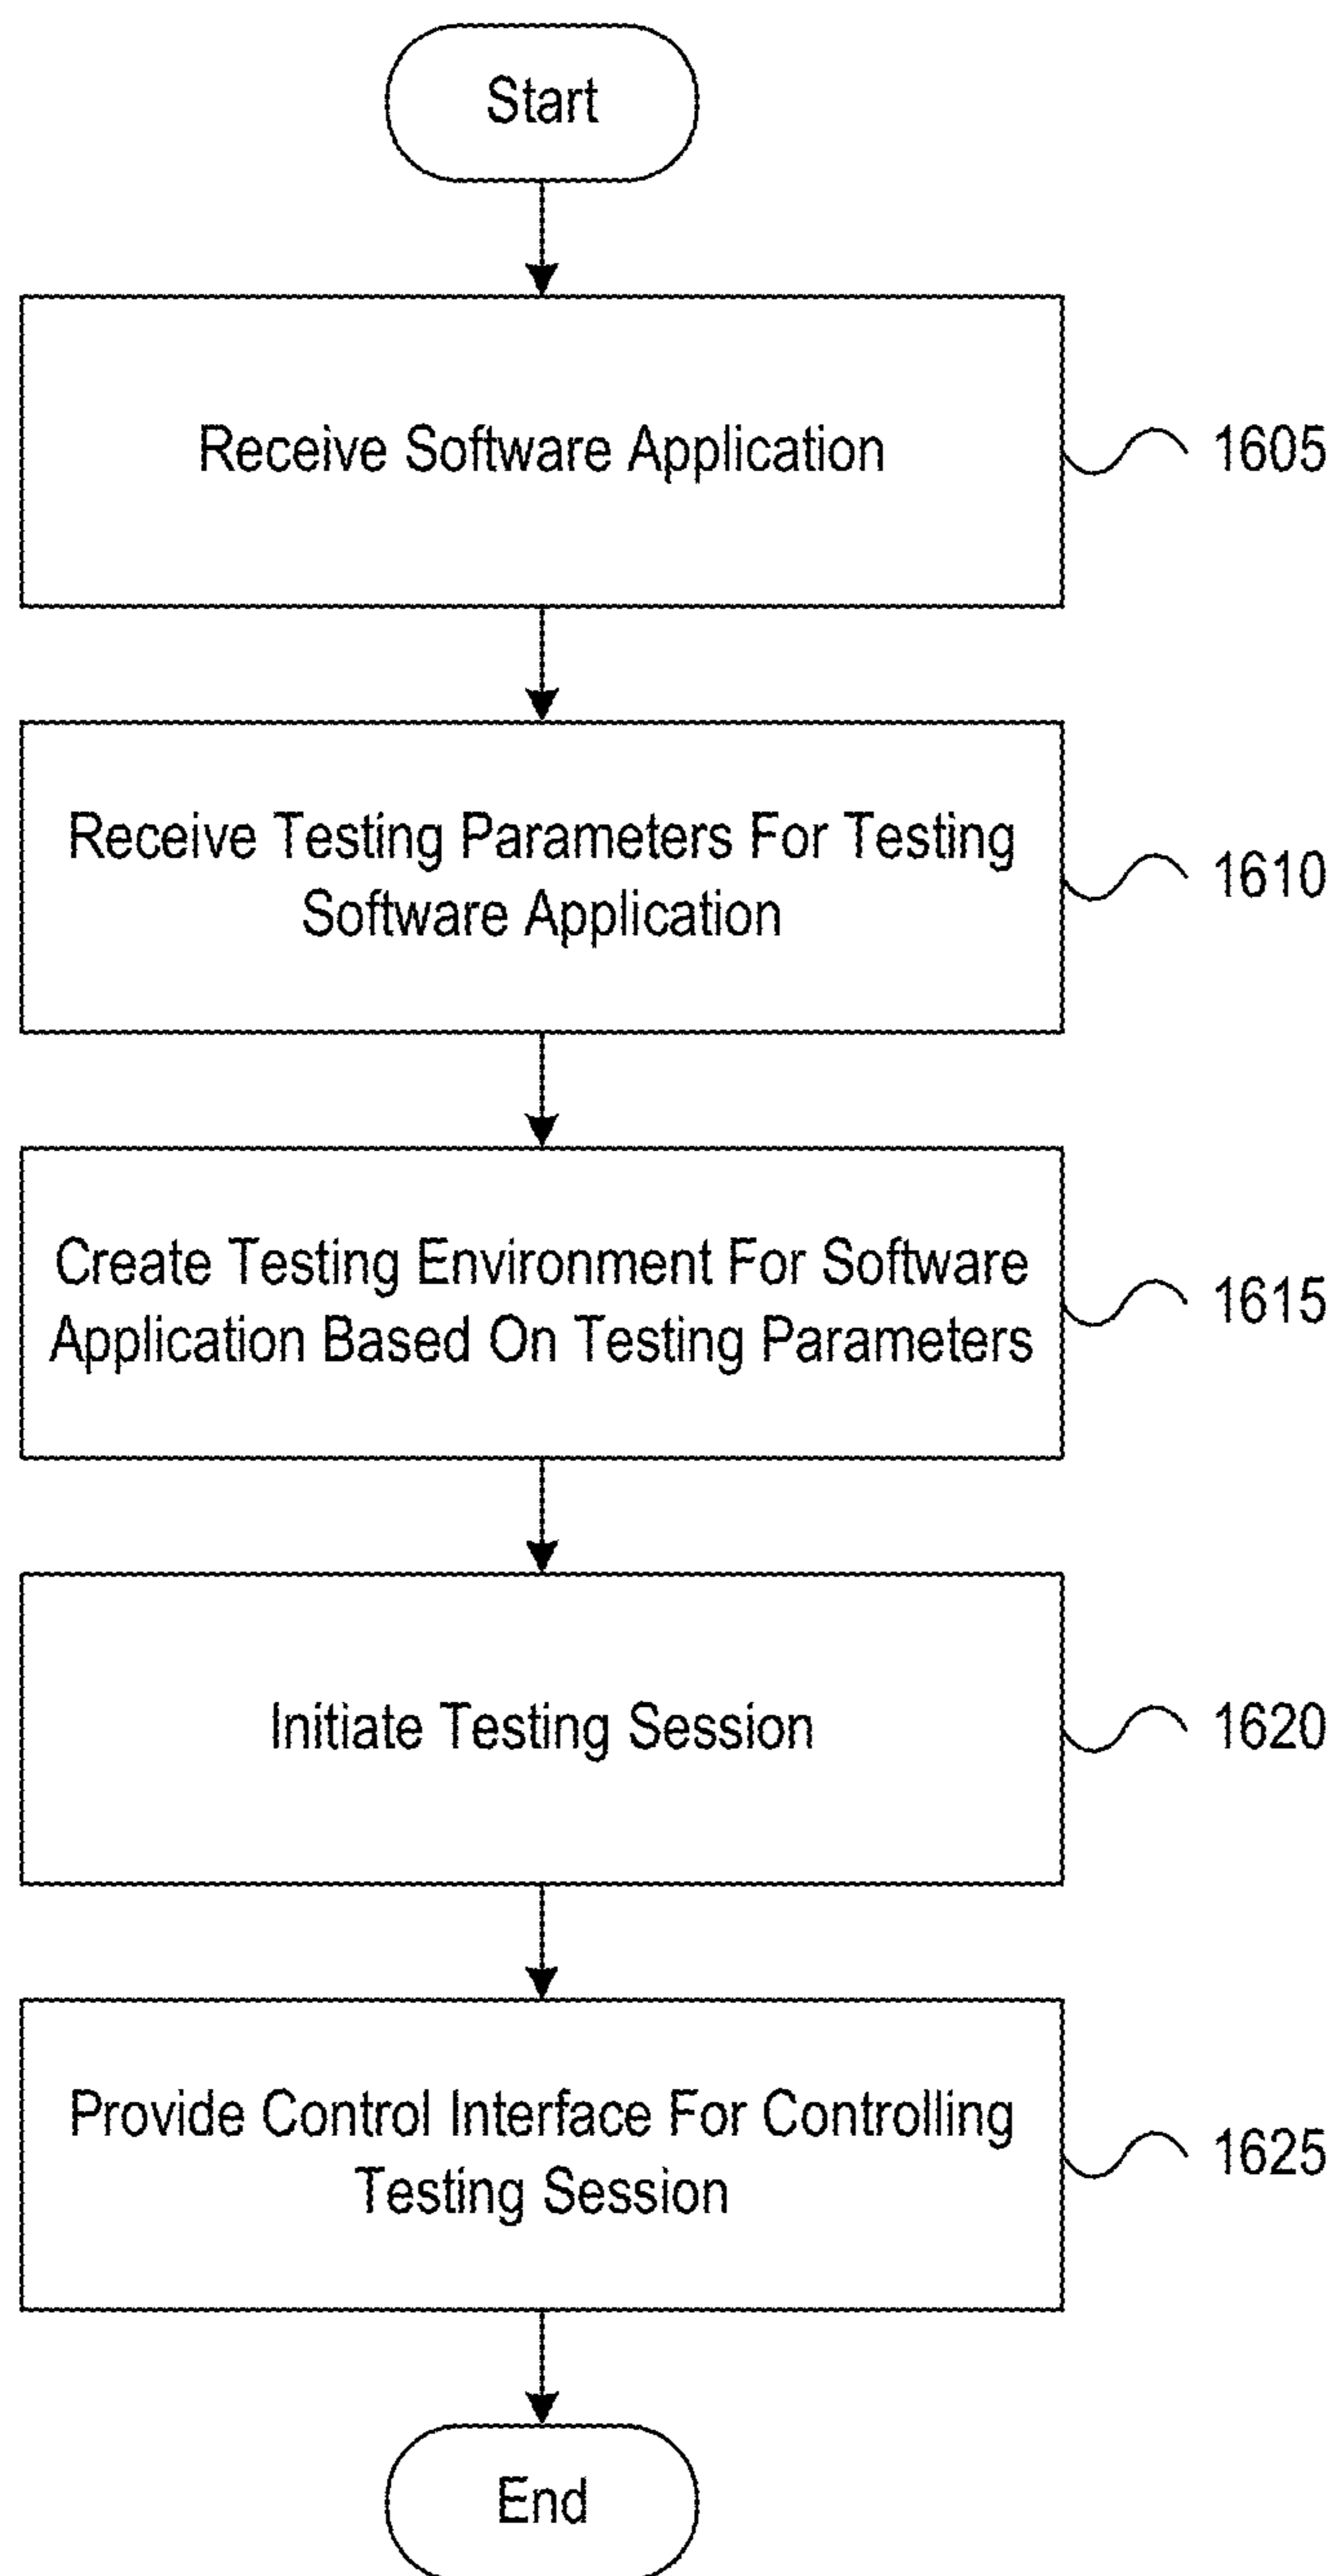 Start
Receive Software Application
1605
Receive Testing Parameters For Testing
Software Application
1610
Create Testing Environment For Software
Application Based On Testing Parameters
1615
Initiate Testing Session
1620
Provide Control Interface For Controlling
Testing Session
1625
End